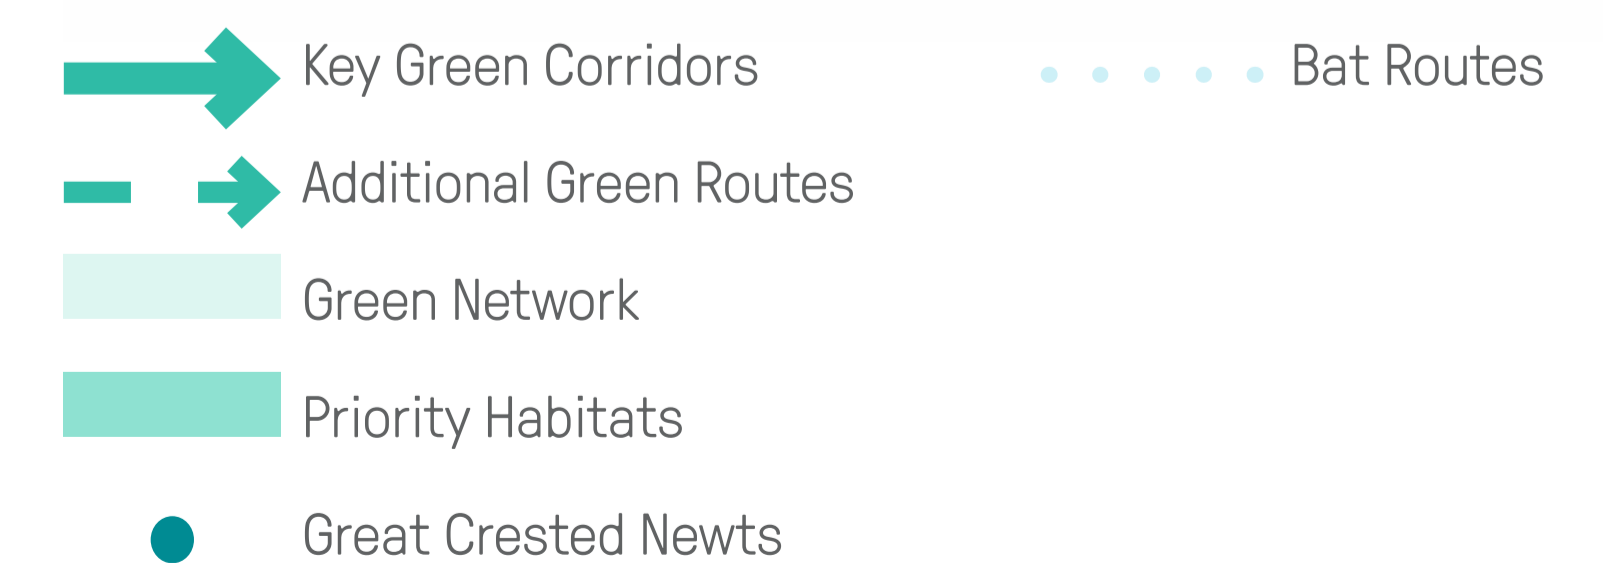 Key Green Corridors
Additional Green Routes
Green Network
Priority Habitats
Great Crested Newts
Bat Routes